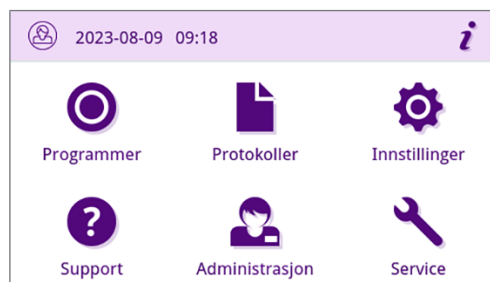 2023-08-09 09:18 i
Programmer Protokoller Innstillinger
?
Support Administrasjon Service